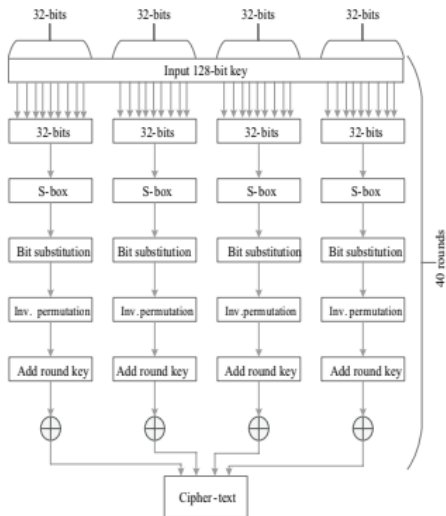 32-bits 32-bits 32-bits 32-bits
Input 128-bit key
32-bits 32-bits 32-bits 32-bits
S-box S-box S-box S-box
Bit substitution Bit substitution Bit substitution Bit substitution
Inv. permutation Inv. permutation Inv. permutation Inv. permutation
Add round key Add round key Add round key Add round key
Cipher-text
40 rounds